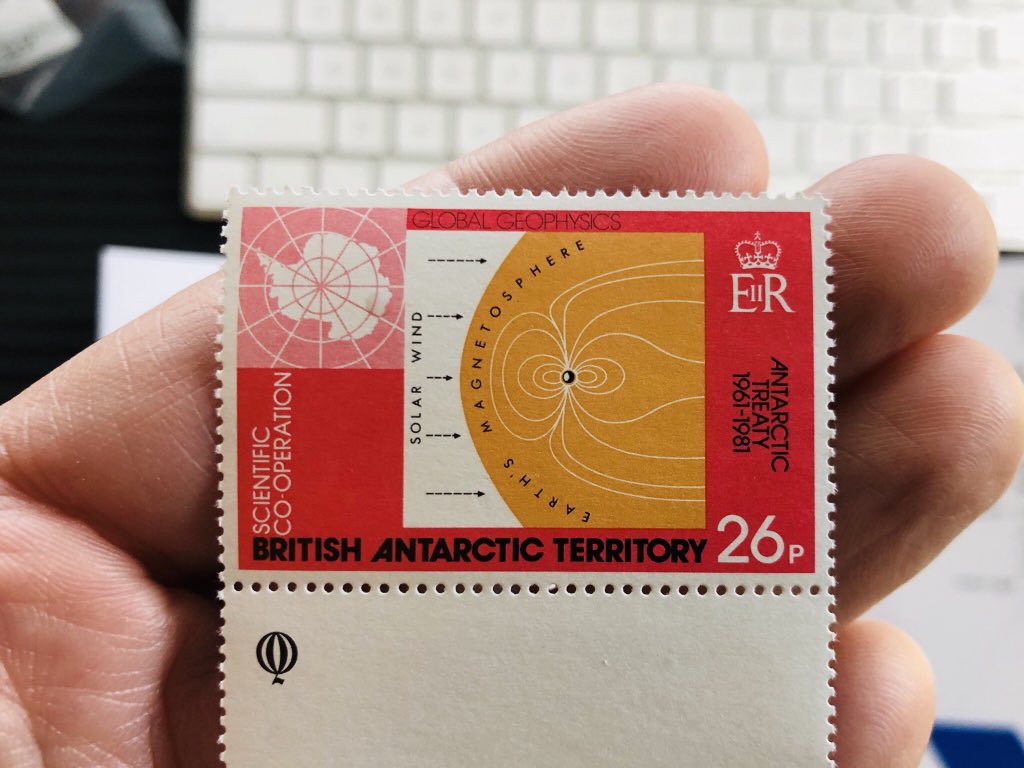 GLOBAL GEOPHYSICS
EIIR
SOLAR WIND
EARTH'S MAGNETOSPHERE
ANTARCTIC
TREATY
1961-1981
SCIENTIFIC
CO-OPERATION
BRITISH ANTARCTIC TERRITORY 26P